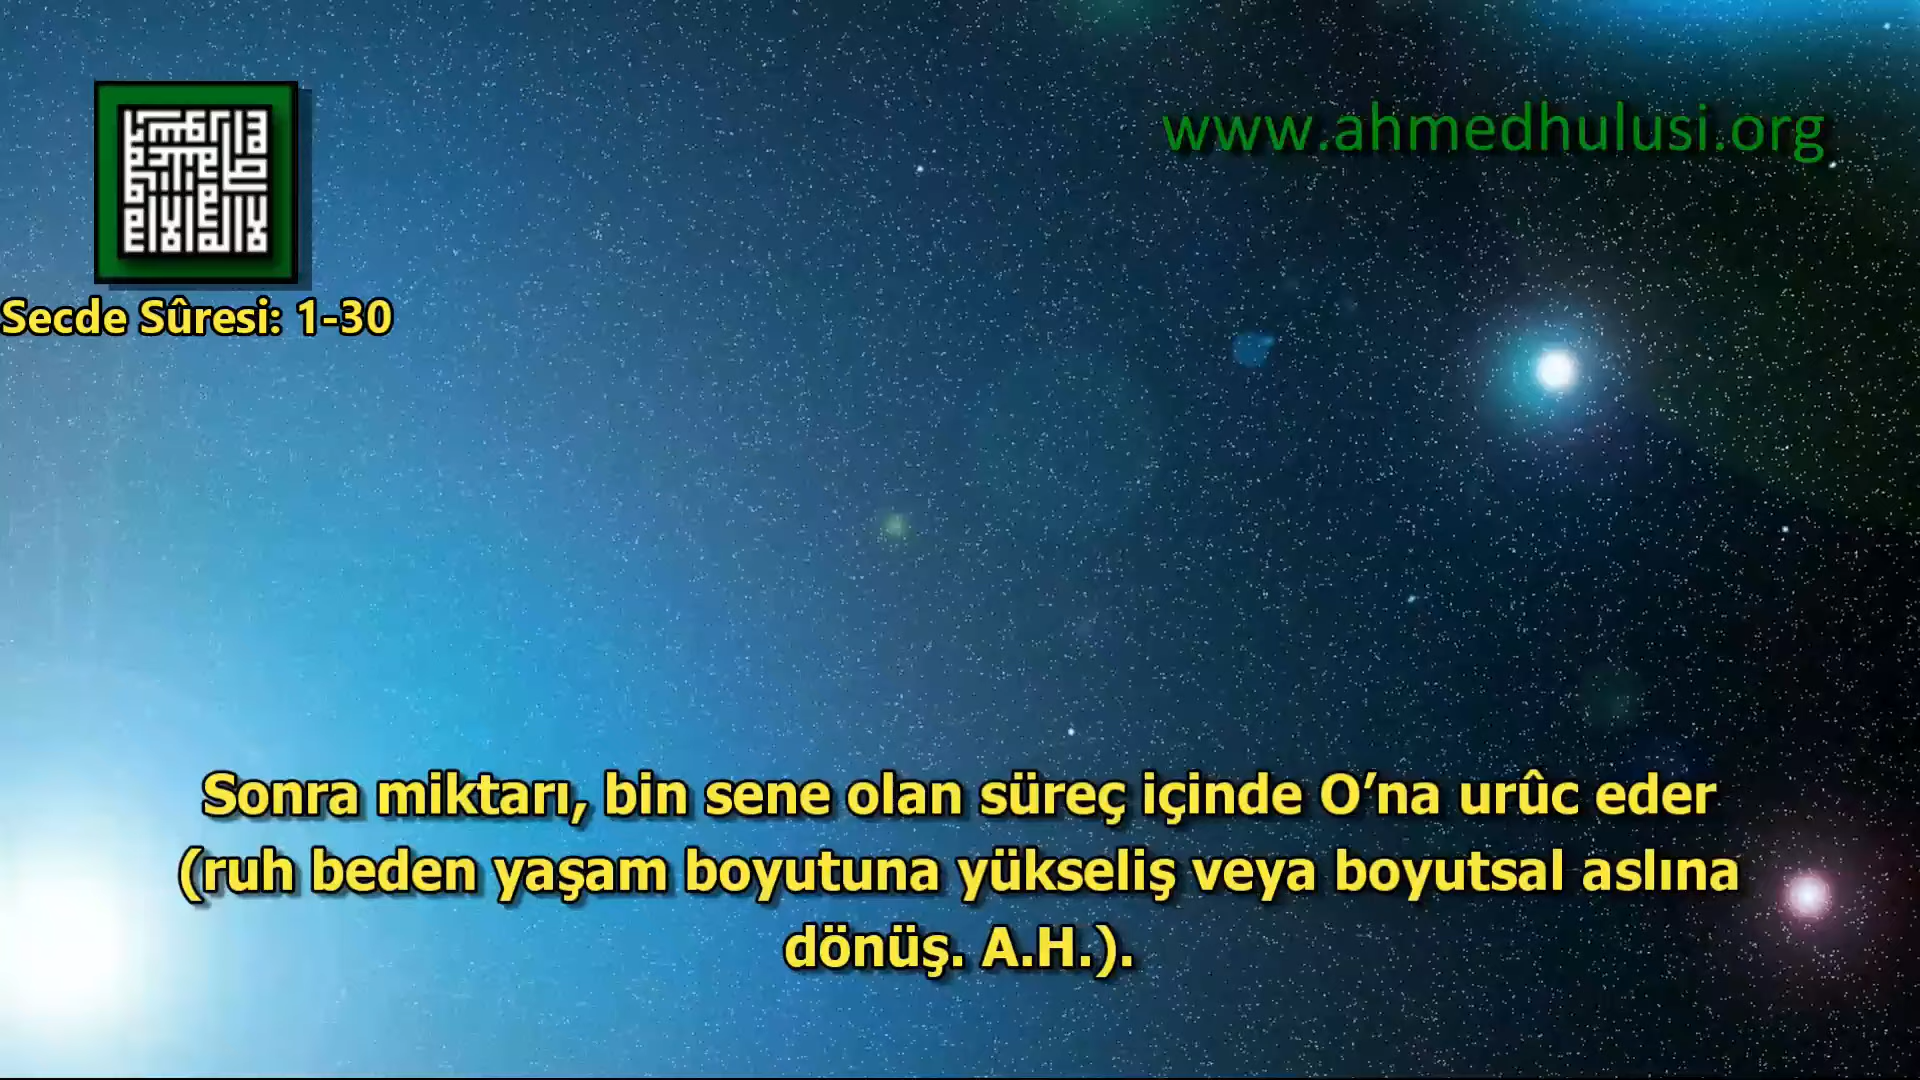 www.ahmedhulusi.org
Secde Sûresi: 1-30
Sonra miktarı, bin sene olan süreç içinde O’na urûc eder
(ruh beden yaşam boyutuna yükseliş veya boyutsal aslına
dönüş. A.H.).